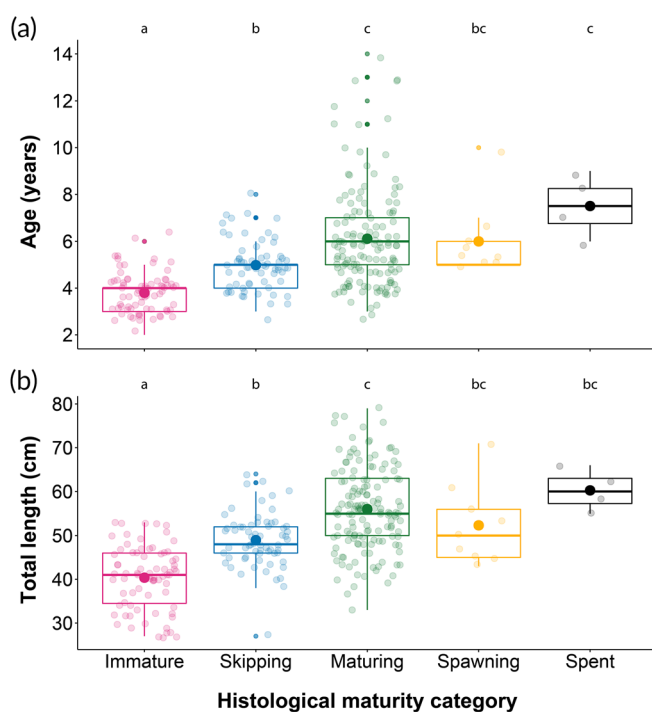 (a)
a b c bc c
14
12
10
8
6
4
2
Age (years)
(b)
a b c bc bc
80
70
60
50
40
30
Total length (cm)
Immature Skipping Maturing Spawning Spent
Histological maturity category